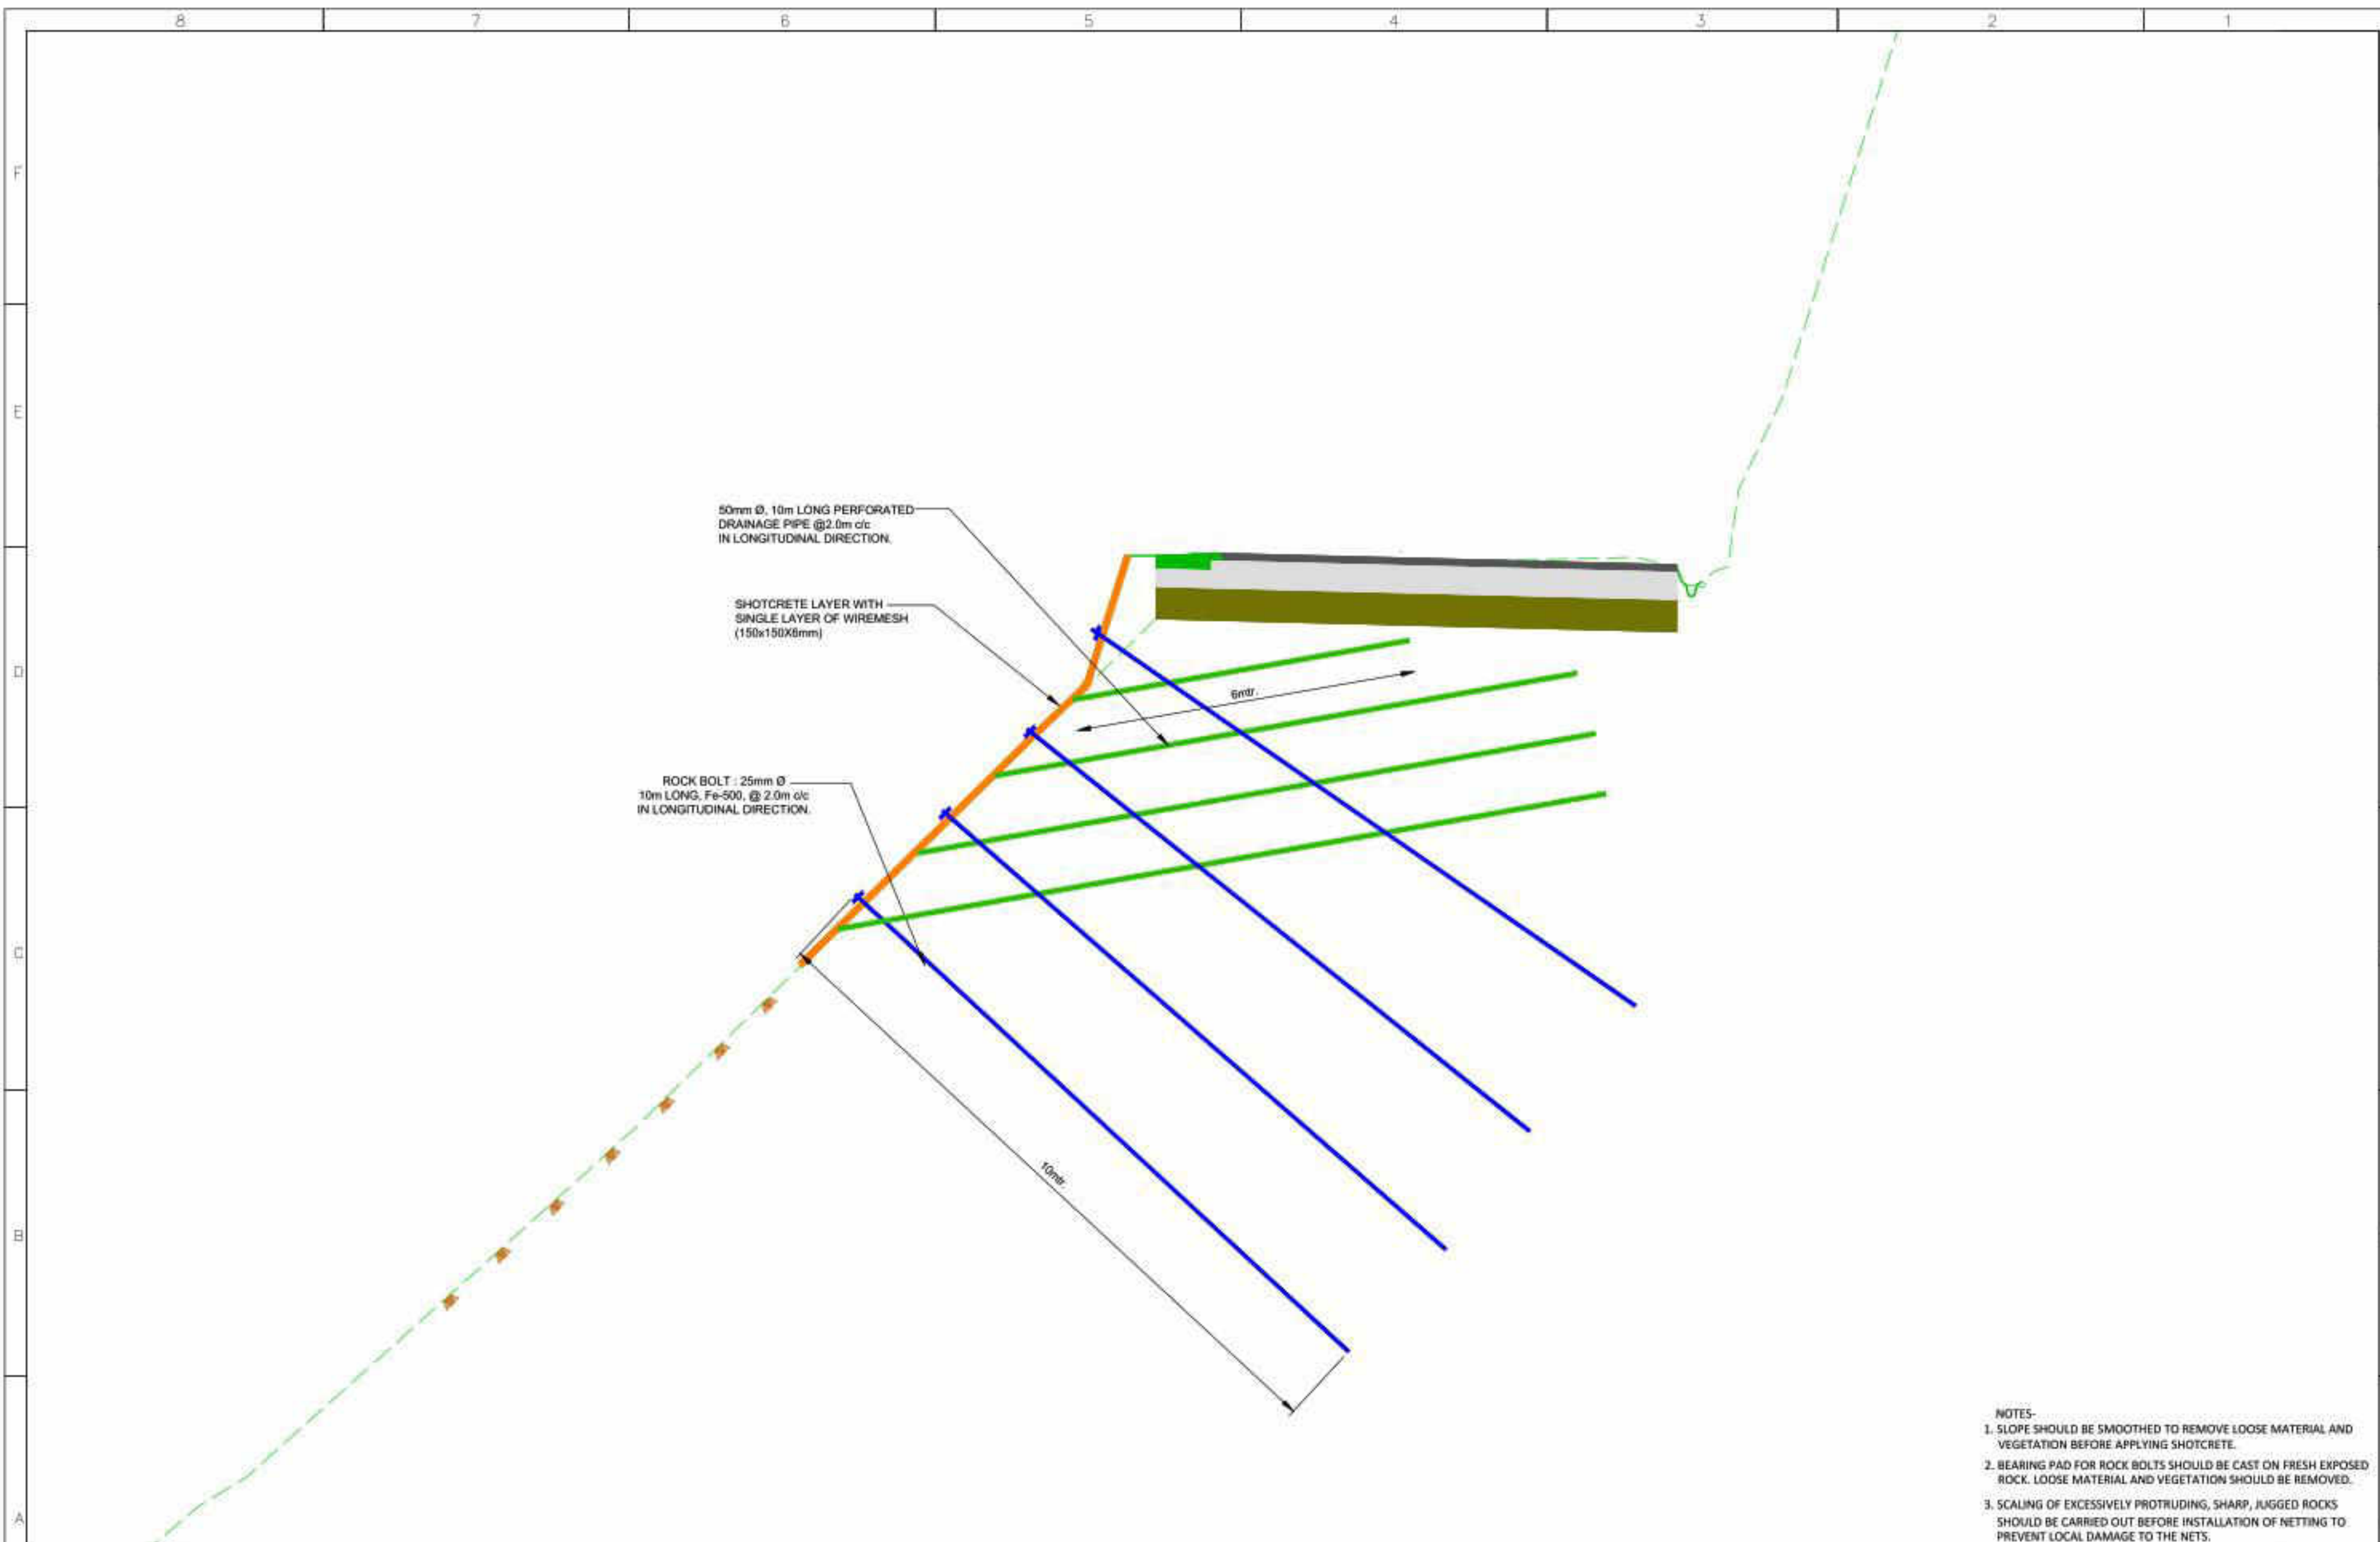 8 7 6 5 4 3 2 1
F
E
D
C
B
A
50mm Ø, 10m LONG PERFORATED
DRAINAGE PIPE @2.0m c/c
IN LONGITUDINAL DIRECTION.
SHOTCRETE LAYER WITH
SINGLE LAYER OF WIREMESH
(150x150X6mm)
6mtr.
ROCK BOLT : 25mm Ø
10m LONG, Fe-500, @ 2.0m c/c
IN LONGITUDINAL DIRECTION.
10mtr.
NOTES-
1. SLOPE SHOULD BE SMOOTHED TO REMOVE LOOSE MATERIAL AND
VEGETATION BEFORE APPLYING SHOTCRETE.
2. BEARING PAD FOR ROCK BOLTS SHOULD BE CAST ON FRESH EXPOSED
ROCK. LOOSE MATERIAL AND VEGETATION SHOULD BE REMOVED.
3. SCALING OF EXCESSIVELY PROTRUDING, SHARP, JUGGED ROCKS
SHOULD BE CARRIED OUT BEFORE INSTALLATION OF NETTING TO
PREVENT LOCAL DAMAGE TO THE NETS.